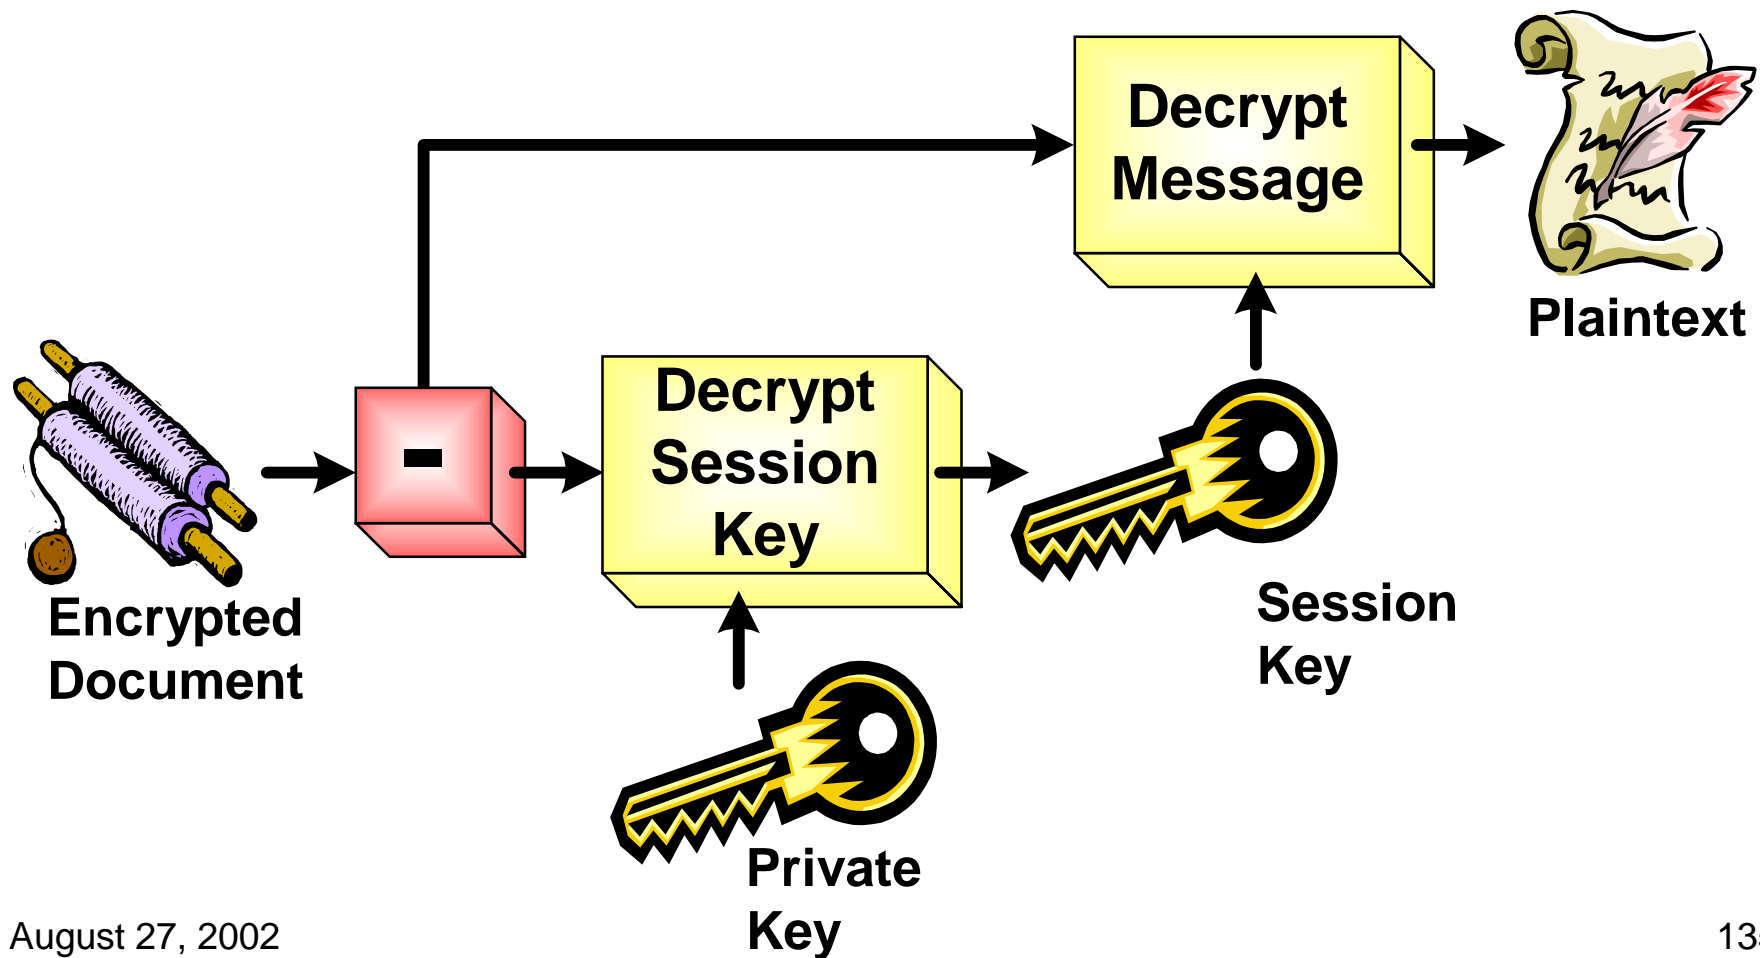 Decrypt
Message
Plaintext
Decrypt
Session
Key
-
Encrypted
Document
Session
Key
Private
Key
August 27, 2002